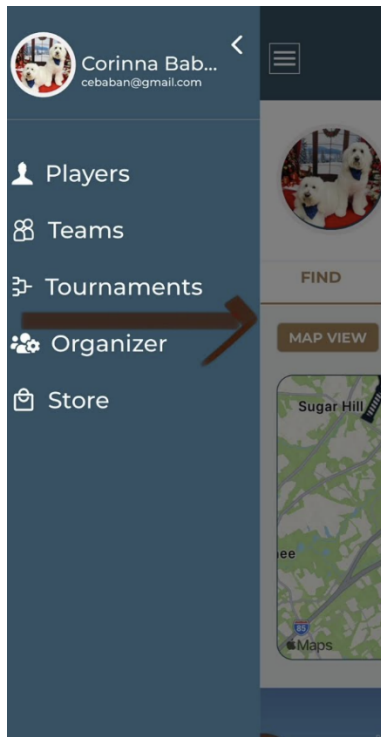 Corinna Bab...
cebaban@gmail.com
Players
Teams
Tournaments
Organizer
Store
FIND
MAP VIEW
Sugar Hill
ee
85
Maps